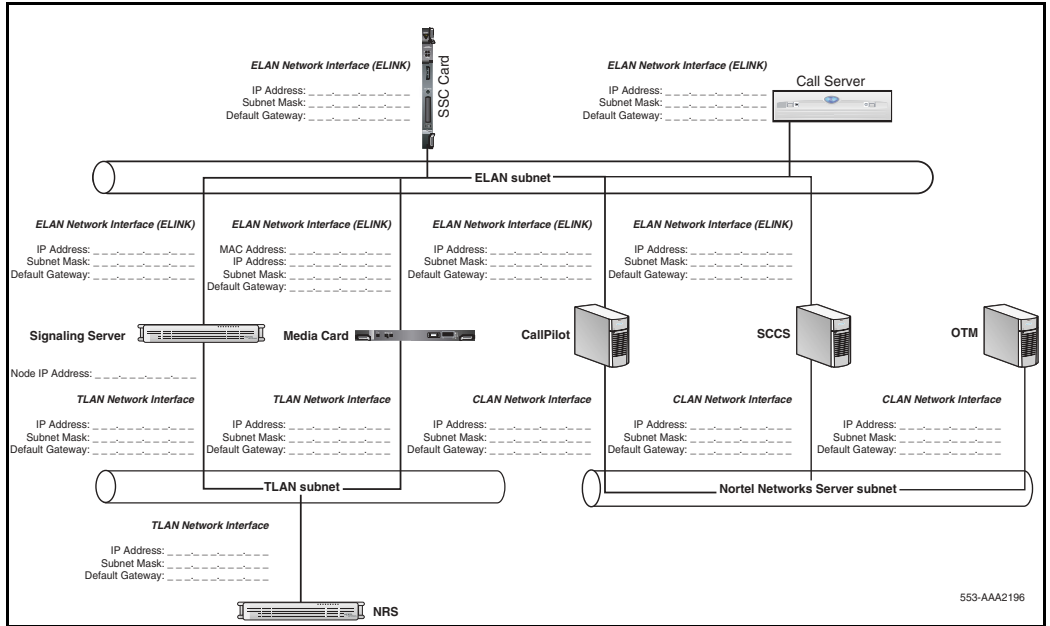 ELAN Network Interface (ELINK)
IP Address: _ _ _._ _ _._ _ _._ _ _
Subnet Mask: _ _ _._ _ _._ _ _._ _ _
Default Gateway: _ _ _._ _ _._ _ _._ _ _
SSC Card
ELAN Network Interface (ELINK)
IP Address: _ _ _._ _ _._ _ _._ _ _
Subnet Mask: _ _ _._ _ _._ _ _._ _ _
Default Gateway: _ _ _._ _ _._ _ _._ _ _
Call Server
ELAN subnet
ELAN Network Interface (ELINK)
IP Address: _ _ _._ _ _._ _ _._ _ _
Subnet Mask: _ _ _._ _ _._ _ _._ _ _
Default Gateway: _ _ _._ _ _._ _ _._ _ _
ELAN Network Interface (ELINK)
MAC Address: _ _ _._ _ _._ _ _._ _ _
IP Address: _ _ _._ _ _._ _ _._ _ _
Subnet Mask: _ _ _._ _ _._ _ _._ _ _
Default Gateway: _ _ _._ _ _._ _ _._ _ _
ELAN Network Interface (ELINK)
IP Address: _ _ _._ _ _._ _ _._ _ _
Subnet Mask: _ _ _._ _ _._ _ _._ _ _
Default Gateway: _ _ _._ _ _._ _ _._ _ _
ELAN Network Interface (ELINK)
IP Address: _ _ _._ _ _._ _ _._ _ _
Subnet Mask: _ _ _._ _ _._ _ _._ _ _
Default Gateway: _ _ _._ _ _._ _ _._ _ _
Signaling Server
Media Card
CallPilot
SCCS
OTM
Node IP Address: _ _ _._ _ _._ _ _._ _ _
TLAN Network Interface
IP Address: _ _ _._ _ _._ _ _._ _ _
Subnet Mask: _ _ _._ _ _._ _ _._ _ _
Default Gateway: _ _ _._ _ _._ _ _._ _ _
TLAN Network Interface
IP Address: _ _ _._ _ _._ _ _._ _ _
Subnet Mask: _ _ _._ _ _._ _ _._ _ _
Default Gateway: _ _ _._ _ _._ _ _._ _ _
CLAN Network Interface
IP Address: _ _ _._ _ _._ _ _._ _ _
Subnet Mask: _ _ _._ _ _._ _ _._ _ _
Default Gateway: _ _ _._ _ _._ _ _._ _ _
CLAN Network Interface
IP Address: _ _ _._ _ _._ _ _._ _ _
Subnet Mask: _ _ _._ _ _._ _ _._ _ _
Default Gateway: _ _ _._ _ _._ _ _._ _ _
CLAN Network Interface
IP Address: _ _ _._ _ _._ _ _._ _ _
Subnet Mask: _ _ _._ _ _._ _ _._ _ _
Default Gateway: _ _ _._ _ _._ _ _._ _ _
TLAN subnet
Nortel Networks Server subnet
TLAN Network Interface
IP Address: _ _ _._ _ _._ _ _._ _ _
Subnet Mask: _ _ _._ _ _._ _ _._ _ _
Default Gateway: _ _ _._ _ _._ _ _._ _ _
NRS
553-AAA2196